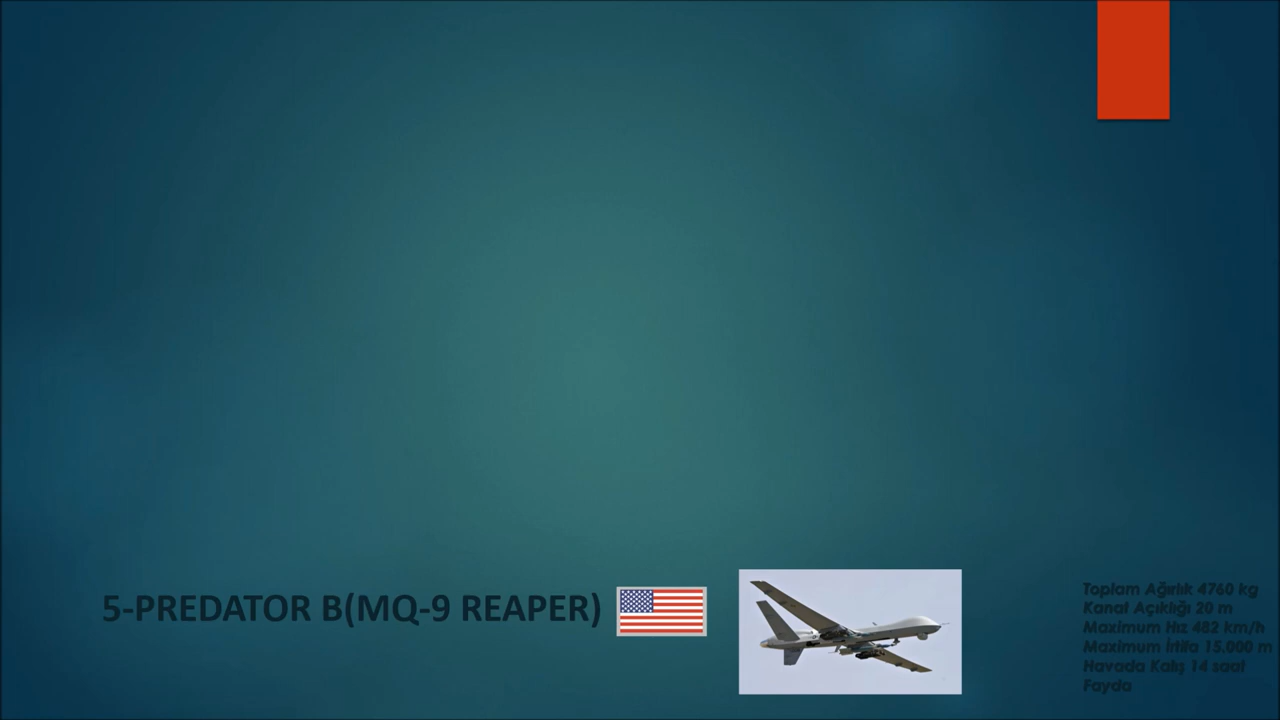 5-PREDATOR B(MQ-9 REAPER)
Toplam Ağırlık 4760 kg
Kanat Açıklığı 20 m
Maximum Hız 482 km/h
Maximum İrtifa 15.000 m
Havada Kalış 14 saat
Fayda